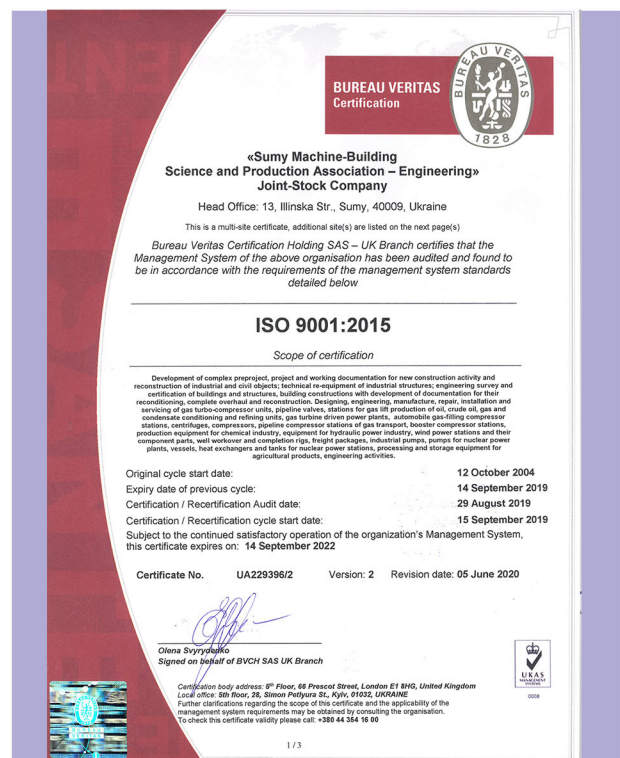 BUREAU VERITAS
Certification
BUREAU VERITAS
1828
«Sumy Machine-Building
Science and Production Association – Engineering»
Joint-Stock Company
Head Office: 13, Illinska Str., Sumy, 40009, Ukraine
This is a multi-site certificate, additional site(s) are listed on the next page(s)
Bureau Veritas Certification Holding SAS – UK Branch certifies that the
Management System of the above organisation has been audited and found to
be in accordance with the requirements of the management system standards
detailed below
ISO 9001:2015
Scope of certification
Development of complex preproject, project and working documentation for new construction activity and
reconstruction of industrial and civil objects; technical re-equipment of industrial structures; engineering survey and
certification of buildings and structures, building constructions with development of documentation for their
reconditioning, complete overhaul and reconstruction. Designing, engineering, manufacture, repair, installation and
servicing of gas turbo-compressor units, pipeline valves, stations for gas lift production of oil, crude oil, gas and
condensate conditioning and refining units, gas turbine driven power plants, automobile gas-filling compressor
stations, centrifuges, compressors, pipeline compressor stations of gas transport, booster compressor stations,
production equipment for chemical industry, equipment for hydraulic power industry, wind power stations and their
component parts, well workover and completion rigs, freight packages, industrial pumps, pumps for nuclear power
plants, vessels, heat exchangers and tanks for nuclear power stations, processing and storage equipment for
agricultural products, engineering activities.
Original cycle start date: 12 October 2004
Expiry date of previous cycle: 14 September 2019
Certification / Recertification Audit date: 29 August 2019
Certification / Recertification cycle start date: 15 September 2019
Subject to the continued satisfactory operation of the organization's Management System,
this certificate expires on: 14 September 2022
Certificate No. UA229396/2 Version: 2 Revision date: 05 June 2020
Olena Svyrydenko
Signed on behalf of BVCH SAS UK Branch
Certification body address: 5th Floor, 66 Prescot Street, London E1 8HG, United Kingdom
Local office: 5th floor, 28, Simon Petlyura St., Kyiv, 01032, UKRAINE
Further clarifications regarding the scope of this certificate and the applicability of the
management system requirements may be obtained by consulting the organisation.
To check this certificate validity please call: +380 44 354 16 00
UKAS
MANAGEMENT
SYSTEMS
0008
BUREAU
VERITAS
1 / 3